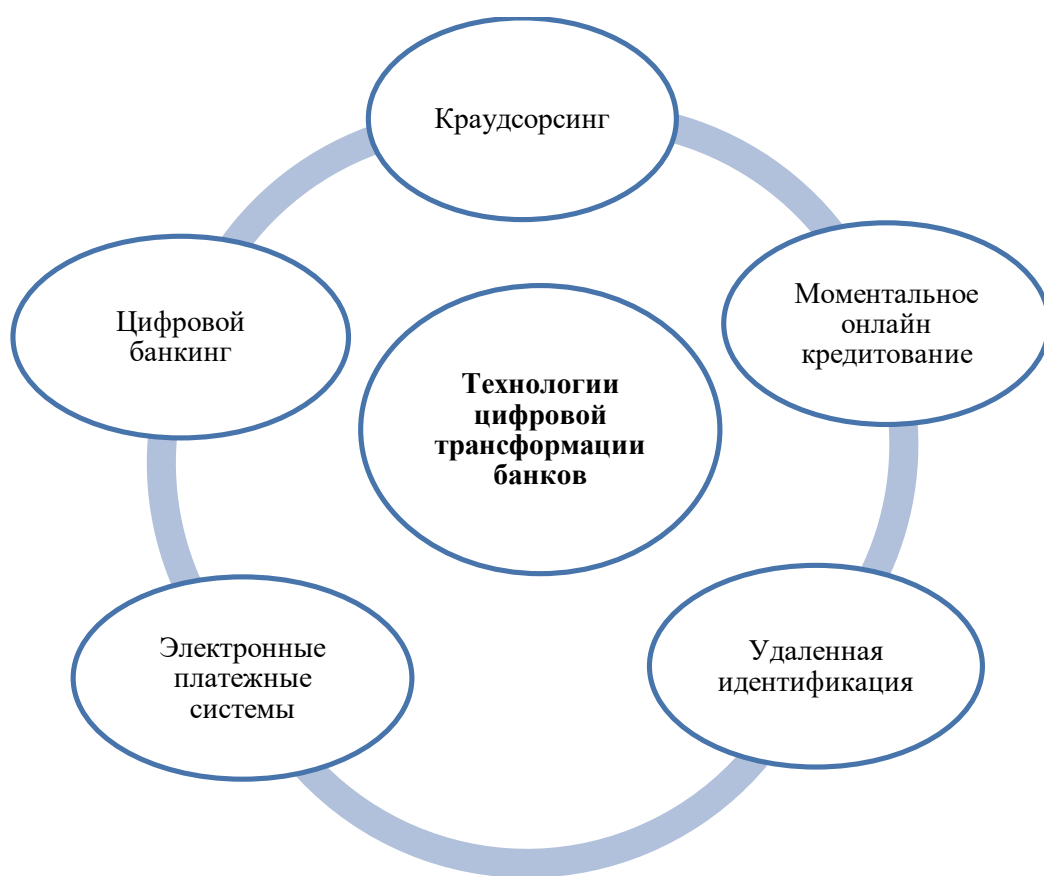 Краудсорсинг
Моментальное
онлайн
кредитование
Цифровой
банкинг
Технологии
цифровой
трансформации
банков
Удаленная
идентификация
Электронные
платежные
системы